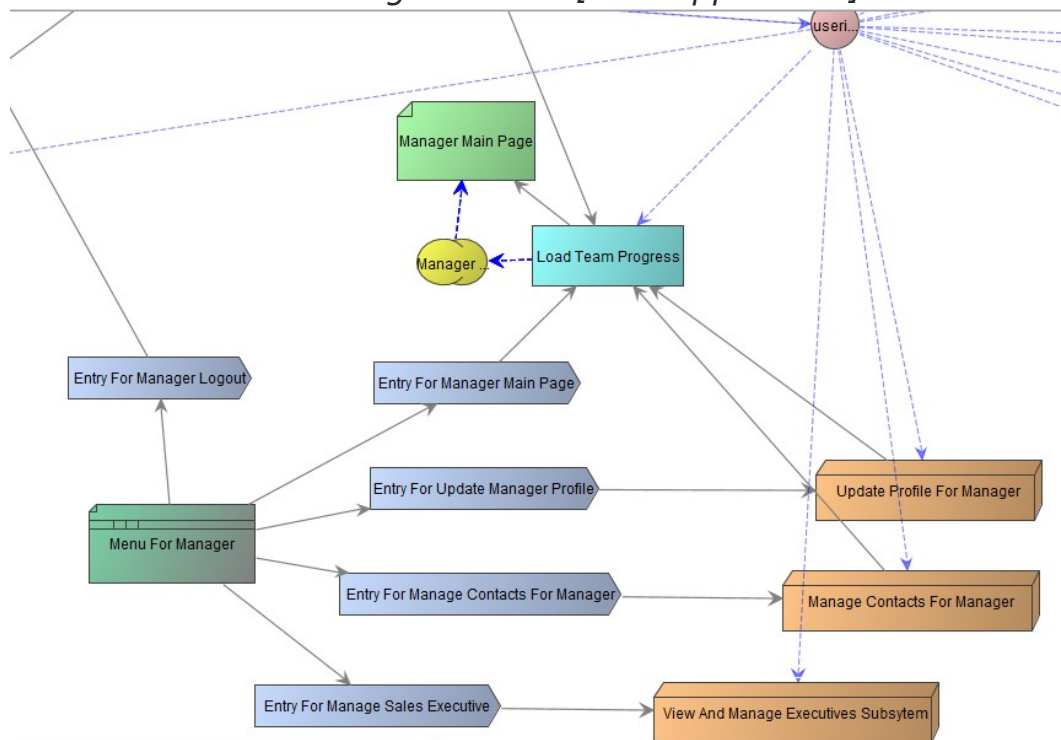 useri...
Manager Main Page
Load Team Progress
Manager ...
Entry For Manager Logout
Entry For Manager Main Page
Entry For Update Manager Profile
Update Profile For Manager
Menu For Manager
Entry For Manage Contacts For Manager
Manage Contacts For Manager
Entry For Manage Sales Executive
View And Manage Executives Subsytem